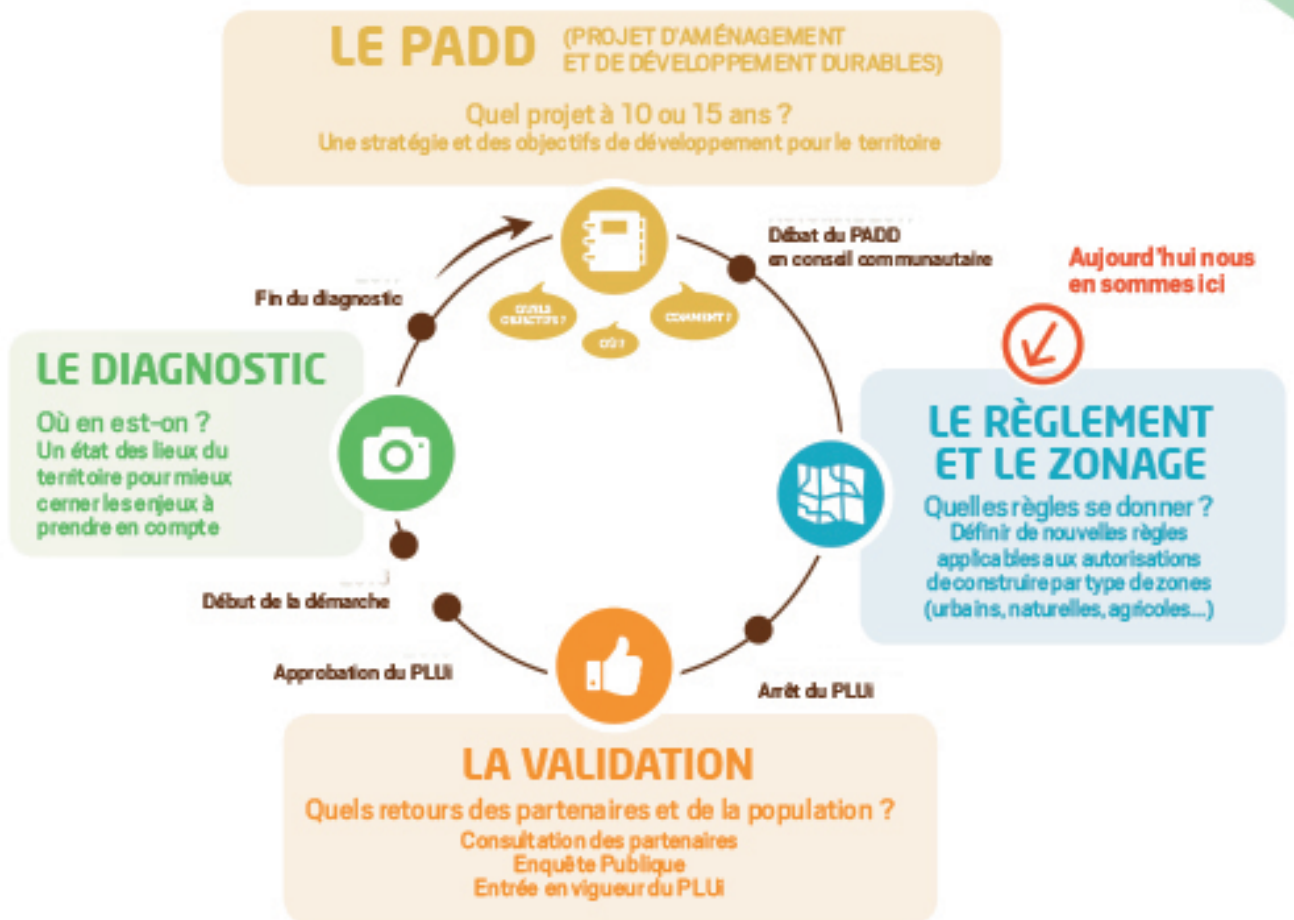 LE PADD
(PROJET D'AMÉNAGEMENT
ET DE DÉVELOPPEMENT DURABLES)
Quel projet à 10 ou 15 ans ?
Une stratégie et des objectifs de développement pour le territoire
Débat du PADD
en conseil communautaire
Aujourd'hui nous
en sommes ici
Fin du diagnostic
QUELS
OBJECTIFS ?
OÙ ?
COMMENT ?
LE DIAGNOSTIC
Où en est-on ?
Un état des lieux du
territoire pour mieux
cerner les enjeux à
prendre en compte
LE RÈGLEMENT
ET LE ZONAGE
Quelles règles se donner ?
Définir de nouvelles règles
applicables aux autorisations
de construire par type de zones
(urbains, naturelles, agricoles...)
Début de la démarche
Approbation du PLUi
Arrêt du PLUi
LA VALIDATION
Quels retours des partenaires et de la population ?
Consultation des partenaires
Enquête Publique
Entrée en vigueur du PLUi